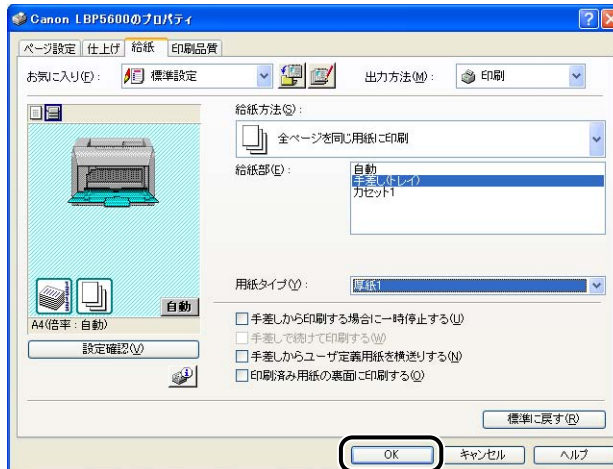 Canon LBP5600のプロパティ
ページ設定 仕上げ 給紙 印刷品質
お気に入り(F): 標準設定 出力方法(M): 印刷
給紙方法(S):
全ページを同じ用紙に印刷
給紙部(E): 自動
手差し(トレイ)
カセット1
用紙タイプ(Y): 厚紙1
自動
A4(倍率:自動)
設定確認(V)
手差しから印刷する場合に一時停止する(U)
手差しで続けて印刷する(W)
手差しからユーザ定義用紙を横送りする(N)
印刷済み用紙の裏面に印刷する(O)
標準に戻す(R)
OK キャンセル ヘルプ